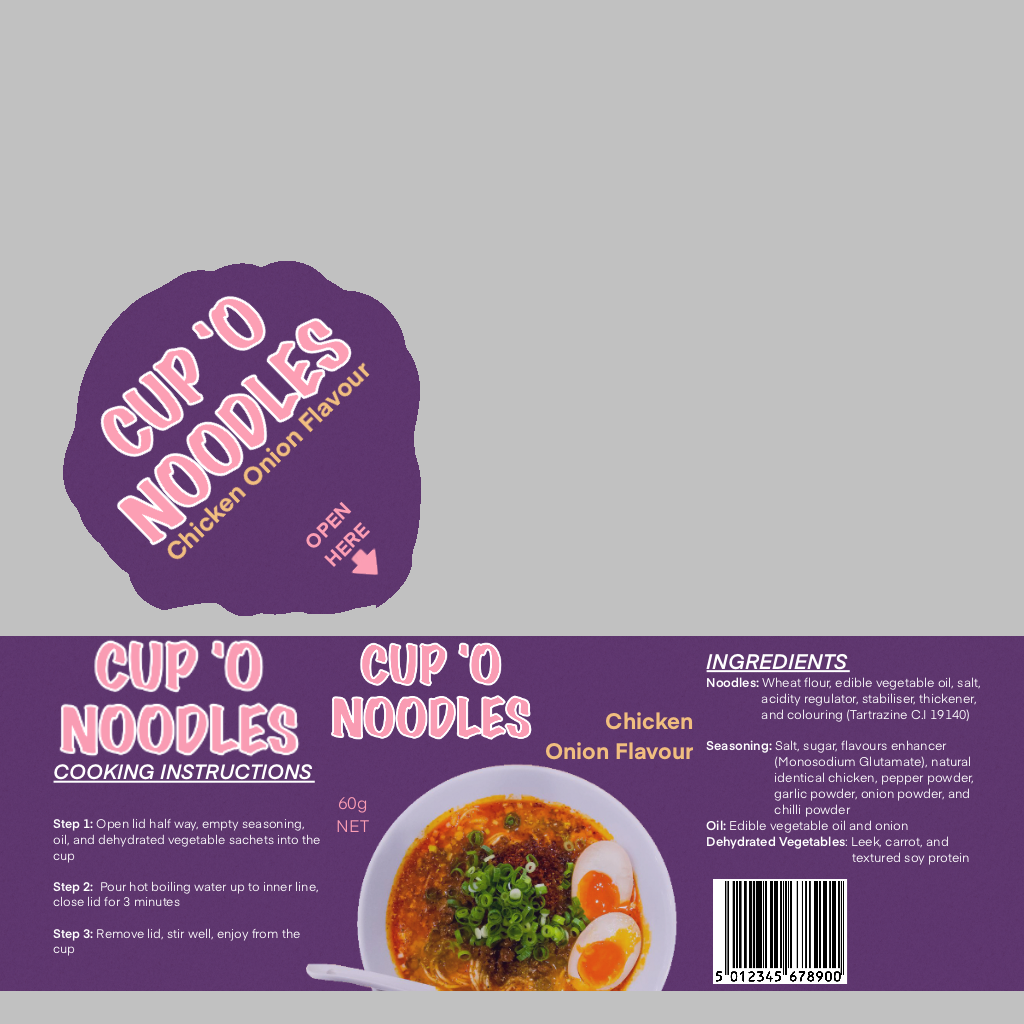 CUP 'O
NOODLES
Chicken Onion Flavour
OPEN
HERE
CUP 'O
NOODLES
COOKING INSTRUCTIONS
Step 1: Open lid half way, empty seasoning,
oil, and dehydrated vegetable sachets into the
cup
Step 2:  Pour hot boiling water up to inner line,
close lid for 3 minutes
Step 3: Remove lid, stir well, enjoy from the
cup
CUP 'O
NOODLES
Chicken
Onion Flavour
60g
NET
INGREDIENTS
Noodles: Wheat flour, edible vegetable oil, salt,
acidity regulator, stabiliser, thickener,
and colouring (Tartrazine C.I 19140)
Seasoning: Salt, sugar, flavours enhancer
(Monosodium Glutamate), natural
identical chicken, pepper powder,
garlic powder, onion powder, and
chilli powder
Oil: Edible vegetable oil and onion
Dehydrated Vegetables: Leek, carrot, and
textured soy protein
5 012345 678900